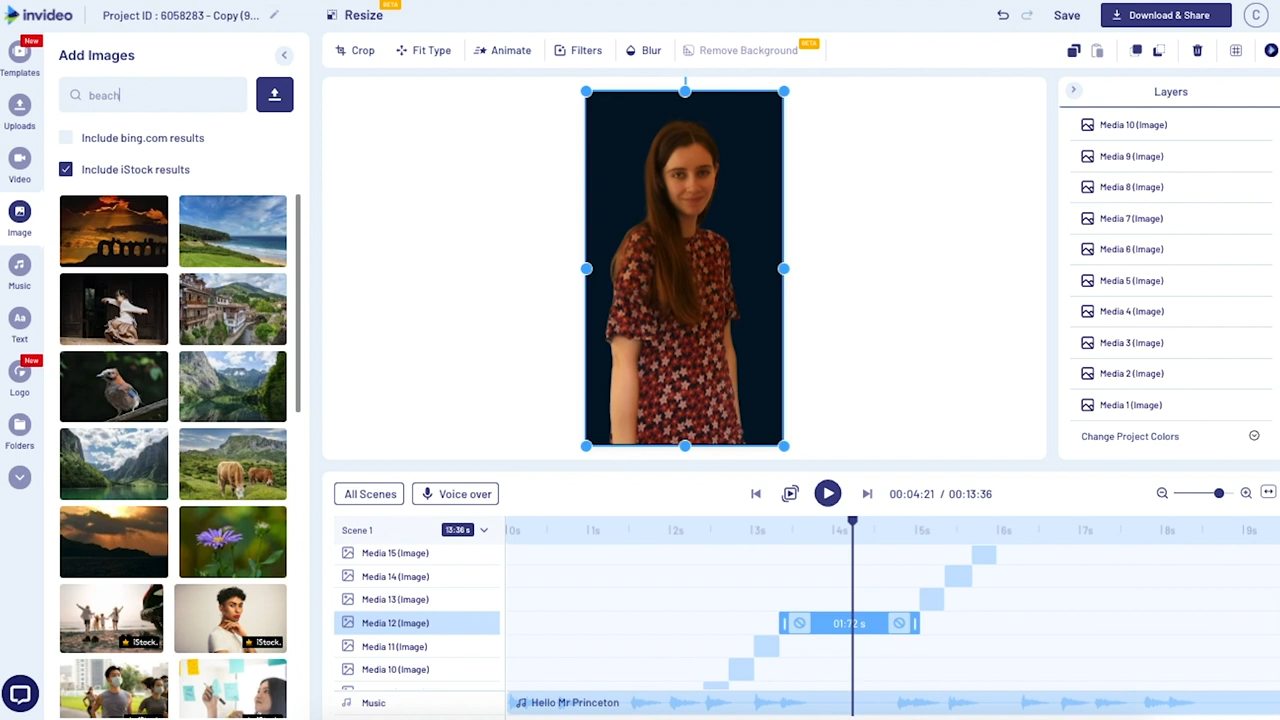 invideo
Project ID : 6058283 - Copy (9...
Resize
BETA
Save
Download & Share
C
New
Templates
Uploads
Video
Image
Music
Aa
Text
New
Logo
Folders
Add Images
beach
Include bing.com results
Include iStock results
iStock.
iStock.
Crop
Fit Type
Animate
Filters
Blur
Remove Background
BETA
Layers
Media 10 (Image)
Media 9 (Image)
Media 8 (Image)
Media 7 (Image)
Media 6 (Image)
Media 5 (Image)
Media 4 (Image)
Media 3 (Image)
Media 2 (Image)
Media 1 (Image)
Change Project Colors
All Scenes
Voice over
00:04:21 / 00:13:36
Scene 1
13:36 s
0s
1s
2s
3s
4s
5s
6s
7s
8s
9s
Media 15 (Image)
Media 14 (Image)
Media 13 (Image)
Media 12 (Image)
01:72 s
Media 11 (Image)
Media 10 (Image)
Music
Hello Mr Princeton